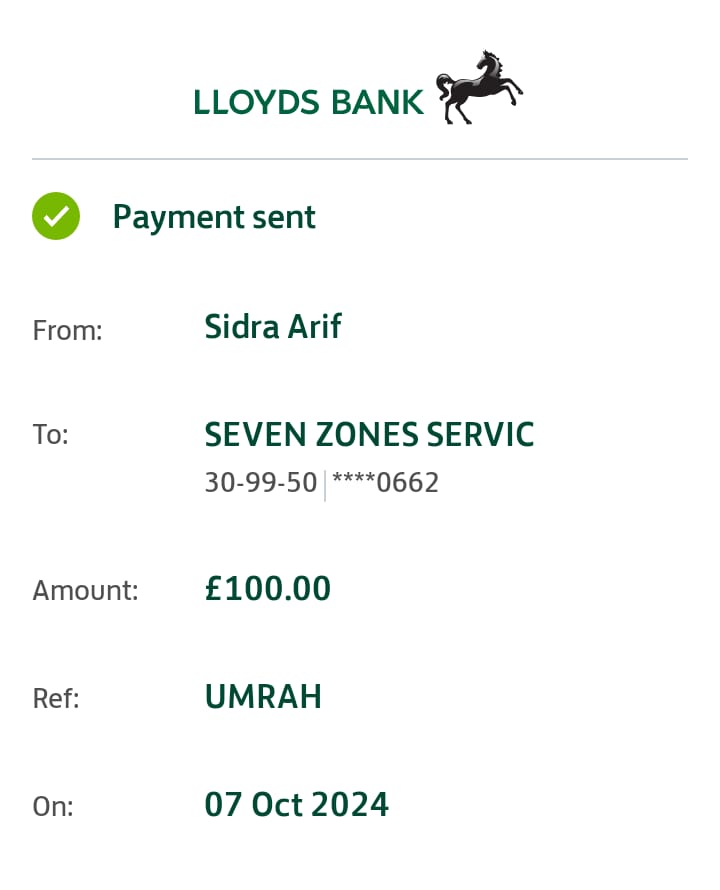 LLOYDS BANK
Payment sent
From: Sidra Arif
To: SEVEN ZONES SERVIC
30-99-50 | ****0662
Amount: £100.00
Ref: UMRAH
On: 07 Oct 2024